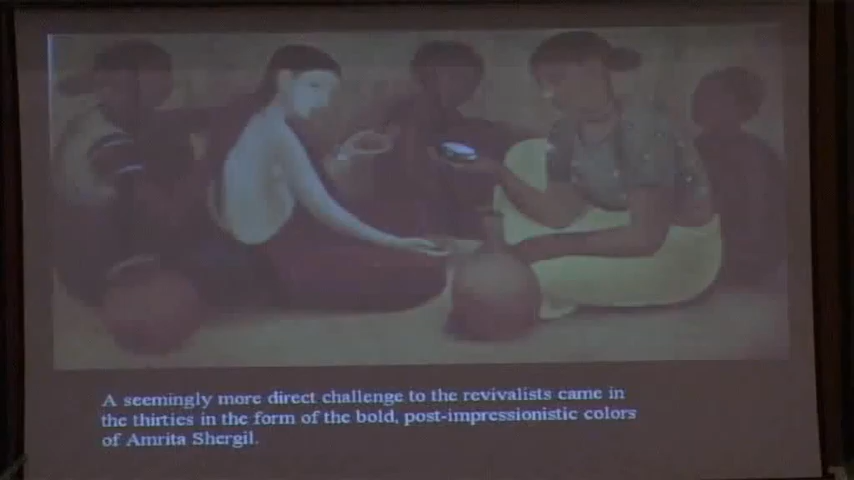 A seemingly more direct challenge to the revivalists came in
the thirties in the form of the bold, post-impressionistic colors
of Amrita Shergil.